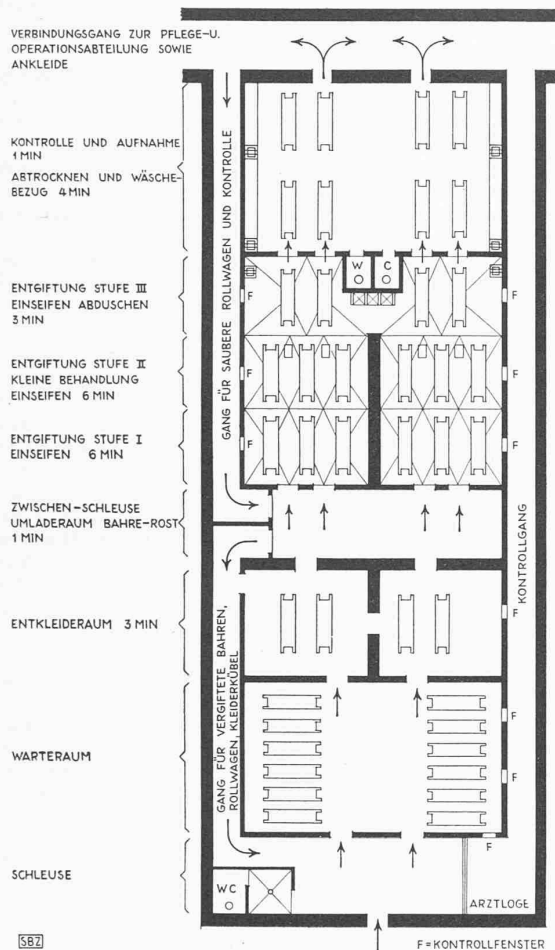 VERBINDUNGSGANG ZUR PFLEGE-U.
OPERATIONSABTEILUNG SOWIE
ANKLEIDE
KONTROLLE UND AUFNAHME
1 MIN
ABTROCKNEN UND WÄSCHE-
BEZUG 4 MIN
GANG FÜR SAUBERE ROLLWAGEN UND KONTROLLE
W
C
ENTGIFTUNG STUFE III
EINSEIFEN ABDUSCHEN
3 MIN
F
F
ENTGIFTUNG STUFE II
KLEINE BEHANDLUNG
EINSEIFEN 6 MIN
F
F
ENTGIFTUNG STUFE I
EINSEIFEN 6 MIN
F
F
ZWISCHEN-SCHLEUSE
UMLADERAUM BAHRE-ROST
1 MIN
KONTROLLGANG
ENTKLEIDERAUM 3 MIN
F
GANG FÜR VERGIFTETE BAHREN,
ROLLWAGEN, KLEIDERKÜBEL
F
WARTERAUM
F
F
SCHLEUSE
WC
ARZTLOGE
SBZ
F = KONTROLLFENSTER